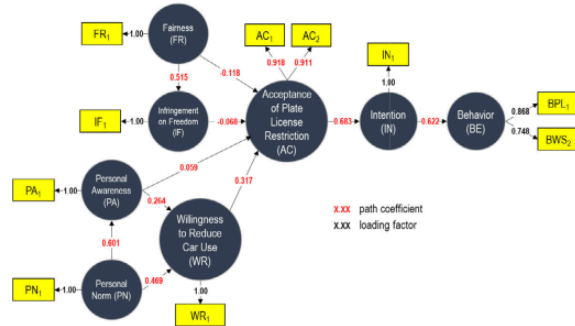 FR1
1.00
Fairness
(FR)
AC1
AC2
0.918
0.911
IN1
1.00
0.515
-0.118
Acceptance
of Plate
License
Restriction
(AC)
IF1
1.00
Infringement
on Freedom
(IF)
-0.068
0.683
Intention
(IN)
0.622
Behavior
(BE)
0.868
BPL1
0.748
BWS2
0.059
0.317
PA1
1.00
Personal
Awareness
(PA)
0.264
Willingness
to Reduce
Car Use
(WR)
x.xx path coefficient
x.xx loading factor
0.601
PN1
1.00
Personal
Norm (PN)
0.469
1.00
WR1